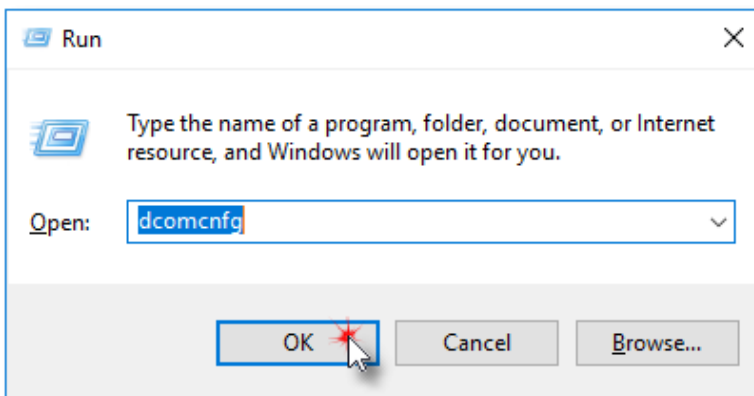 Run
Type the name of a program, folder, document, or Internet
resource, and Windows will open it for you.
Open: dcomcnfg
OK Cancel Browse...